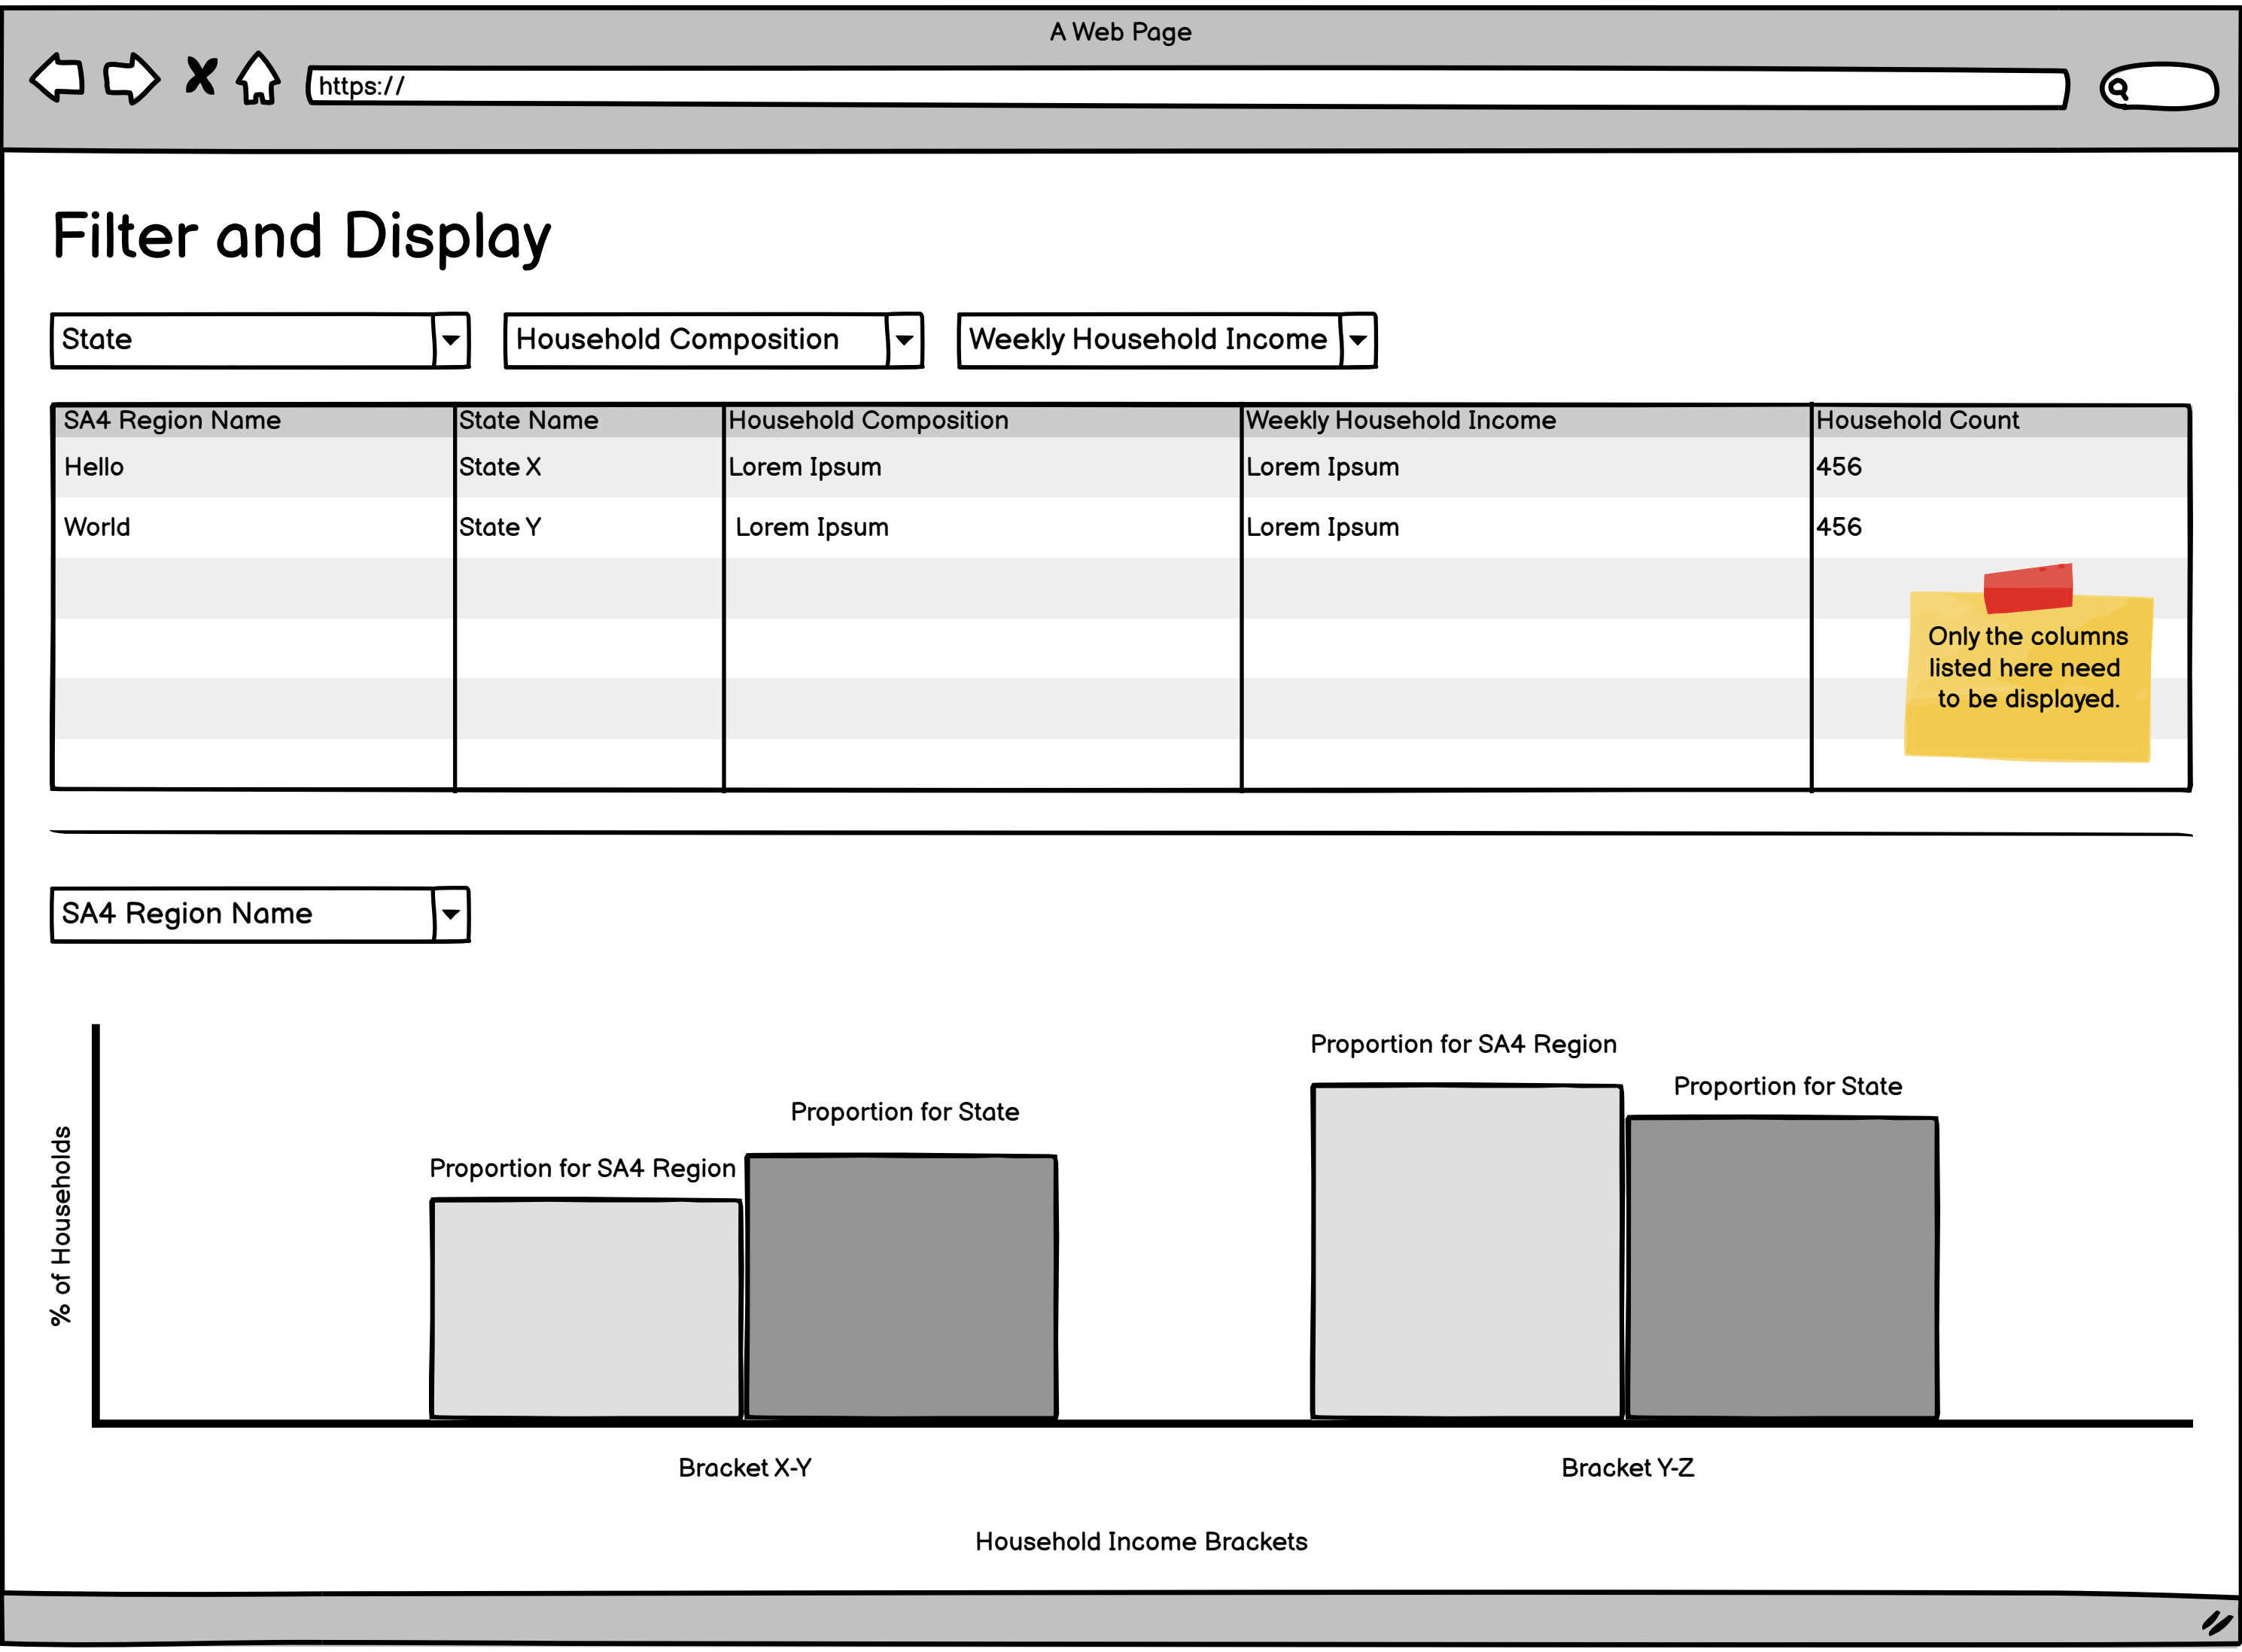 A Web Page
https://
Filter and Display
State
Household Composition
Weekly Household Income
SA4 Region Name
State Name
Household Composition
Weekly Household Income
Household Count
Hello
State X
Lorem Ipsum
Lorem Ipsum
456
World
State Y
Lorem Ipsum
Lorem Ipsum
456
Only the columns
listed here need
to be displayed.
SA4 Region Name
% of Households
Proportion for SA4 Region
Proportion for State
Proportion for SA4 Region
Proportion for State
Bracket X-Y
Bracket Y-Z
Household Income Brackets